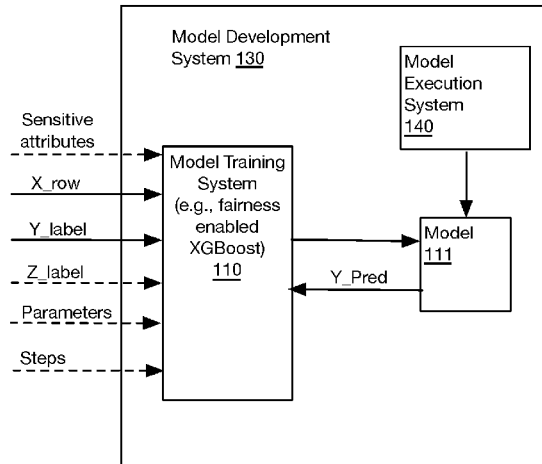 Model Development
System 130
Model
Execution
System
140
Sensitive
attributes
X_row
Y_label
Z_label
Parameters
Steps
Model Training
System
(e.g., fairness
enabled
XGBoost)
110
Model
111
Y_Pred